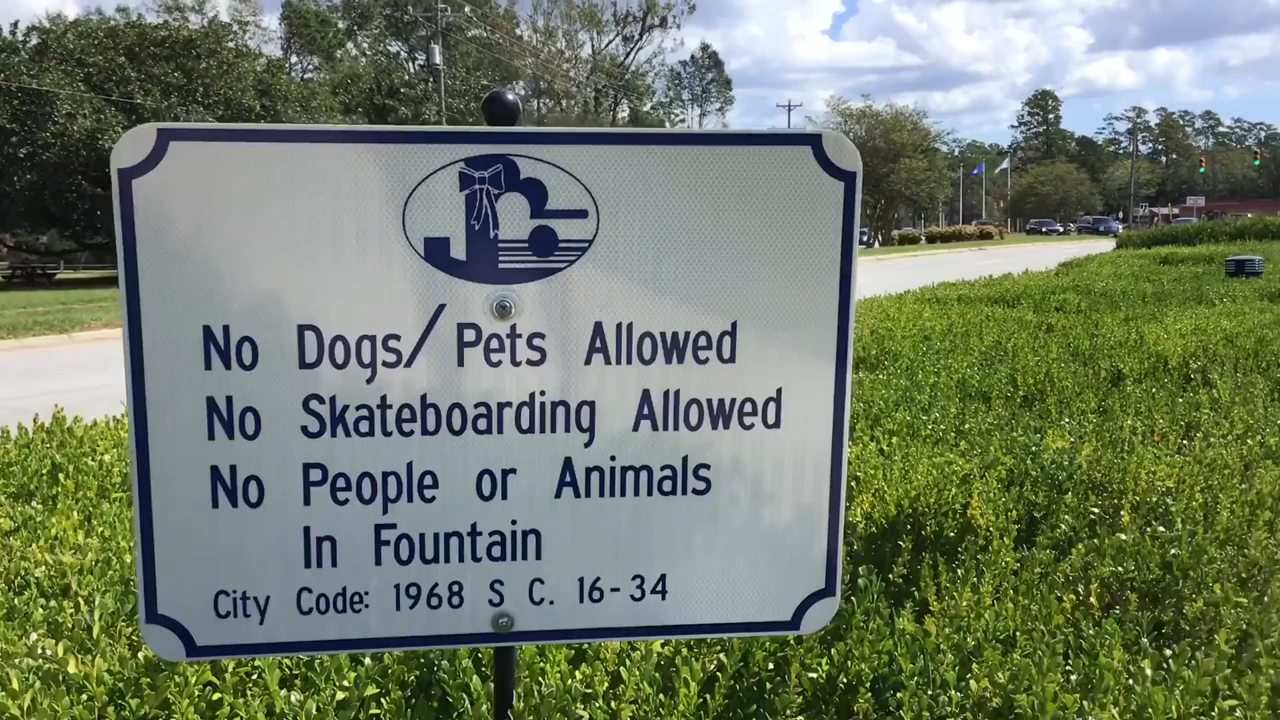 No Dogs/ Pets Allowed
No Skateboarding Allowed
No People or Animals
In Fountain
City Code: 1968 S C. 16-34